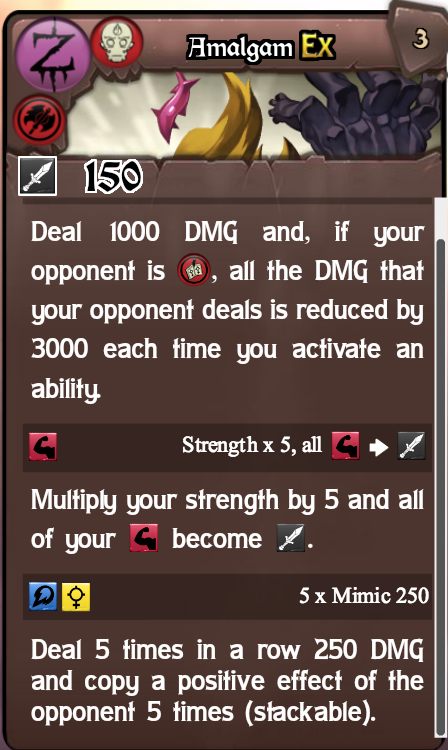 Z
Amalgam Ex
3
150
Deal 1000 DMG and, if your
opponent is , all the DMG that
your opponent deals is reduced by
3000 each time you activate an
ability.
Strength x 5, all
Multiply your strength by 5 and all
of your become .
5 x Mimic 250
Deal 5 times in a row 250 DMG
and copy a positive effect of the
opponent 5 times (stackable).